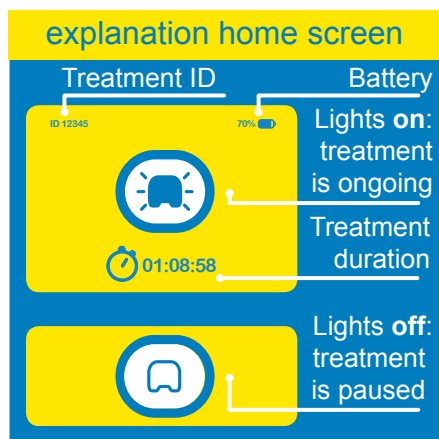 explanation home screen
Treatment ID
Battery
ID 12345
70%
Lights on:
treatment
is ongoing
Treatment
duration
01:08:58
Lights off:
treatment
is paused